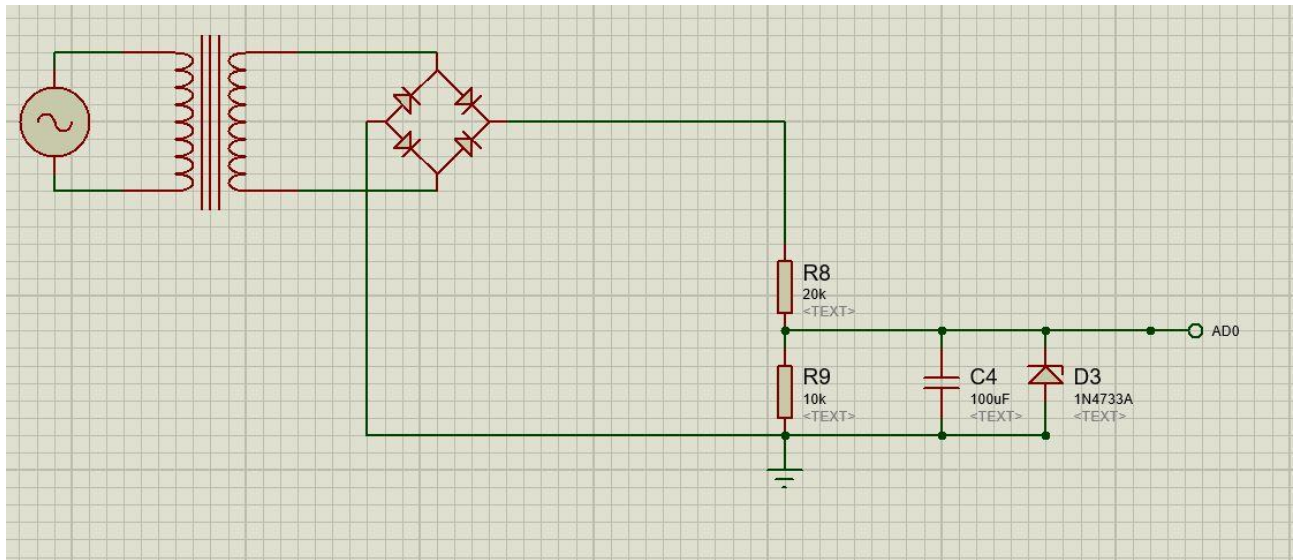 R8
20k
<TEXT>
AD0
R9
10k
<TEXT>
C4
100uF
<TEXT>
D3
1N4733A
<TEXT>